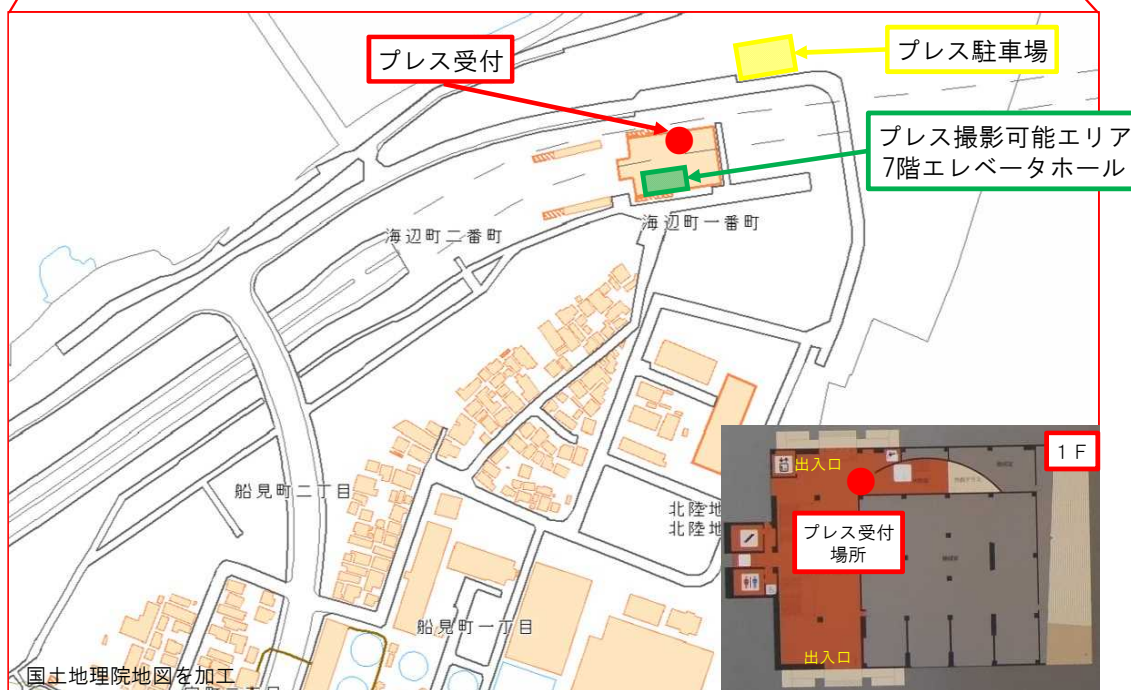 プレス受付
プレス駐車場
プレス撮影可能エリア
7階エレベータホール
海辺町二番町
海辺町一番町
船見町二丁目
北陸地
北陸地
船見町一丁目
国土地理院地図を加工
1F
出入口
プレス受付
場所
出入口